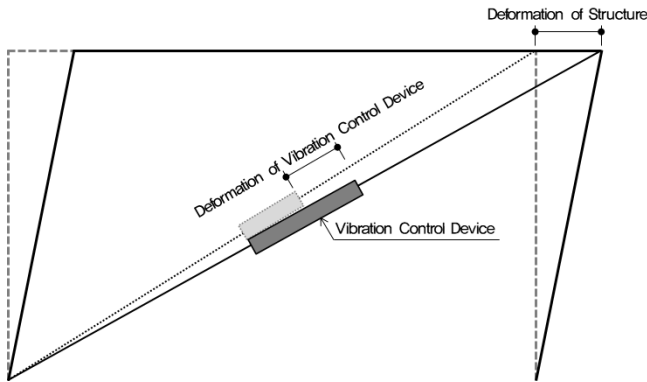 Deformation of Structure
Deformation of Vibration Control Device
Vibration Control Device